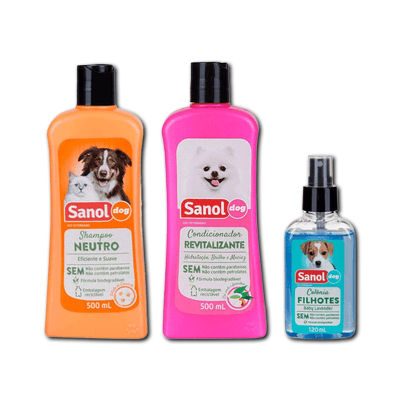 Sanol dog
Shampoo
NEUTRO
Eficiente e Suave
SEM Não contém parabenos
Não contém petrolatos
Fórmula biodegradável
Embalagem
reciclável
500 mL
Sanol dog
Condicionador
REVITALIZANTE
Hidratação, Brilho e Maciez
SEM Não contém parabenos
Não contém petrolatos
Fórmula biodegradável
Embalagem
reciclável
500 mL
Sanol dog
Colônia
FILHOTES
Baby Lavender
SEM
120mL